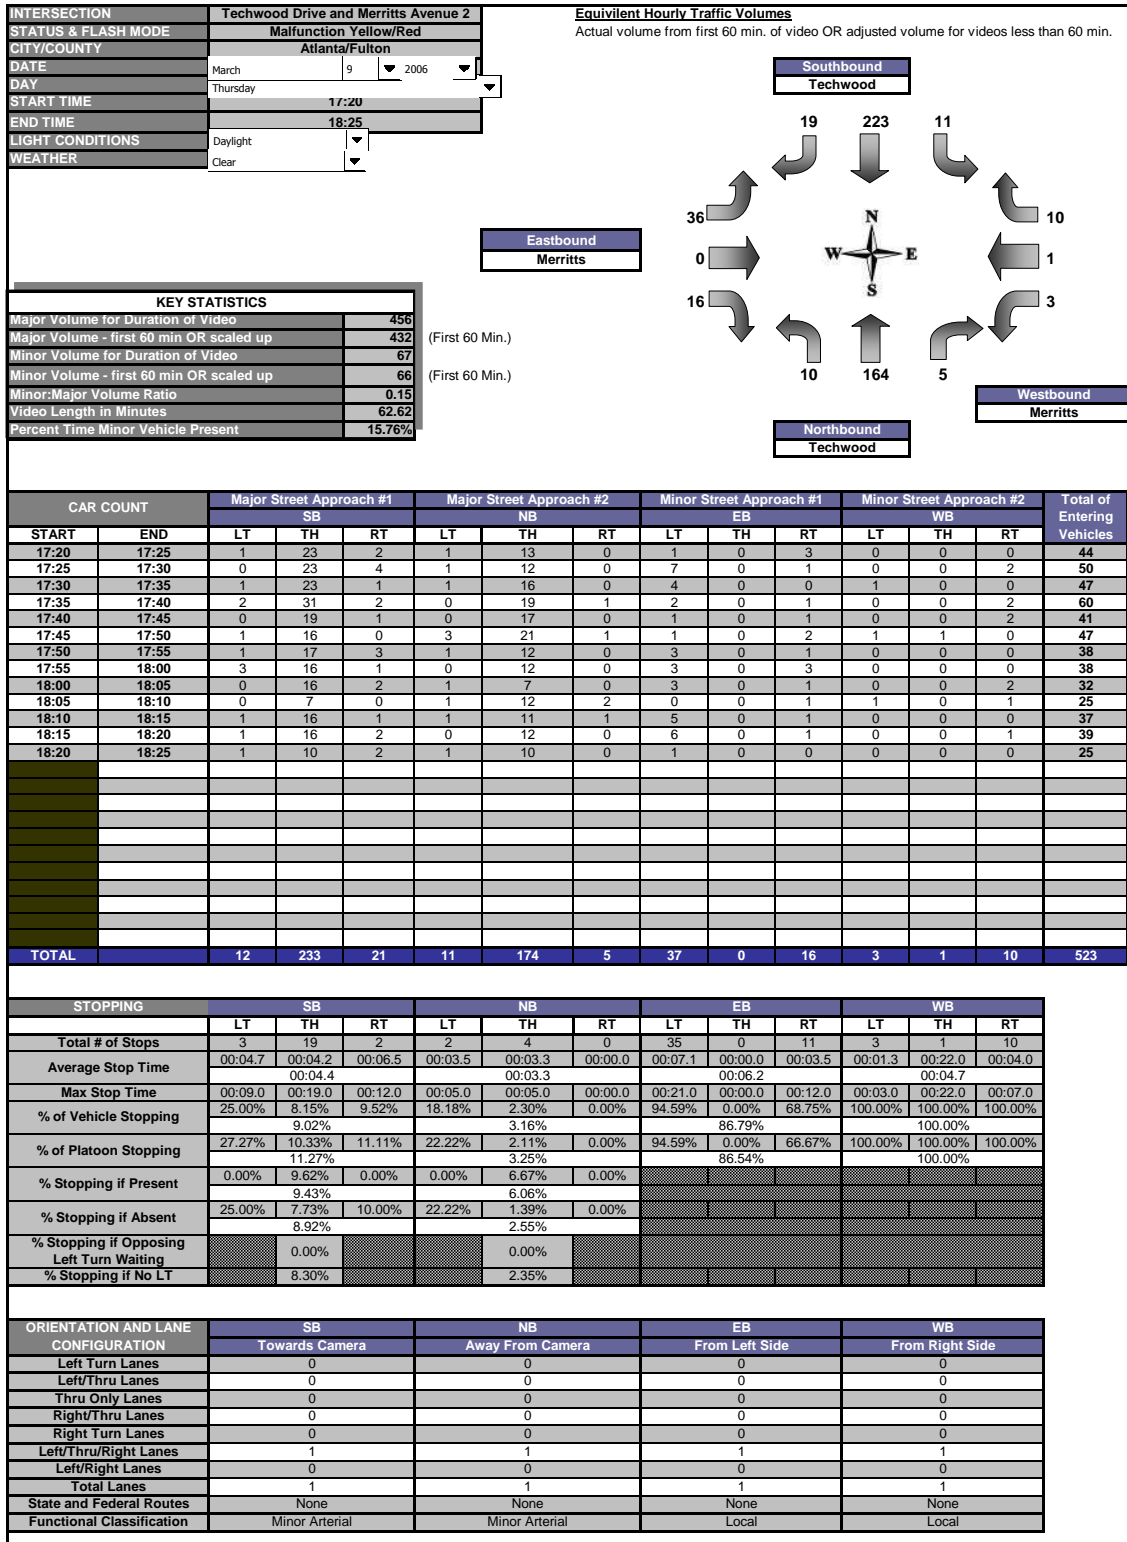 INTERSECTION Techwood Drive and Merritts Avenue 2
STATUS & FLASH MODE Malfunction Yellow/Red
CITY/COUNTY Atlanta/Fulton
DATE March 9 2006
DAY Thursday
START TIME 17:20
END TIME 18:25
LIGHT CONDITIONS Daylight
WEATHER Clear
Equivilent Hourly Traffic Volumes
Actual volume from first 60 min. of video OR adjusted volume for videos less than 60 min.
Southbound
Techwood
19 223 11
36 N 10
Eastbound
Merritts
0 W E 1
S
16 3
10 164 5
Westbound
Merritts
Northbound
Techwood
KEY STATISTICS
Major Volume for Duration of Video 456
Major Volume - first 60 min OR scaled up 432 (First 60 Min.)
Minor Volume for Duration of Video 67
Minor Volume - first 60 min OR scaled up 66 (First 60 Min.)
Minor:Major Volume Ratio 0.15
Video Length in Minutes 62.62
Percent Time Minor Vehicle Present 15.76%
CAR COUNT Major Street Approach #1 Major Street Approach #2 Minor Street Approach #1 Minor Street Approach #2 Total of
SB NB EB WB Entering
START END LT TH RT LT TH RT LT TH RT LT TH RT Vehicles
17:20 17:25 1 23 2 1 13 0 1 0 3 0 0 0 44
17:25 17:30 0 23 4 1 12 0 7 0 1 0 0 2 50
17:30 17:35 1 23 1 1 16 0 4 0 0 1 0 0 47
17:35 17:40 2 31 2 0 19 1 2 0 1 0 0 2 60
17:40 17:45 0 19 1 0 17 0 1 0 1 0 0 2 41
17:45 17:50 1 16 0 3 21 1 1 0 2 1 1 0 47
17:50 17:55 1 17 3 1 12 0 3 0 1 0 0 0 38
17:55 18:00 3 16 1 0 12 0 3 0 3 0 0 0 38
18:00 18:05 0 16 2 1 7 0 3 0 1 0 0 2 32
18:05 18:10 0 7 0 1 12 2 0 0 1 1 0 1 25
18:10 18:15 1 16 1 1 11 1 5 0 1 0 0 0 37
18:15 18:20 1 16 2 0 12 0 6 0 1 0 0 1 39
18:20 18:25 1 10 2 1 10 0 1 0 0 0 0 0 25
TOTAL 12 233 21 11 174 5 37 0 16 3 1 10 523
STOPPING SB NB EB WB
LT TH RT LT TH RT LT TH RT LT TH RT
Total # of Stops 3 19 2 2 4 0 35 0 11 3 1 10
Average Stop Time 00:04.7 00:04.2 00:06.5 00:03.5 00:03.3 00:00.0 00:07.1 00:00.0 00:03.5 00:01.3 00:22.0 00:04.0
00:04.4 00:03.3 00:06.2 00:04.7
Max Stop Time 00:09.0 00:19.0 00:12.0 00:05.0 00:05.0 00:00.0 00:21.0 00:00.0 00:12.0 00:03.0 00:22.0 00:07.0
% of Vehicle Stopping 25.00% 8.15% 9.52% 18.18% 2.30% 0.00% 94.59% 0.00% 68.75% 100.00% 100.00% 100.00%
9.02% 3.16% 86.79% 100.00%
% of Platoon Stopping 27.27% 10.33% 11.11% 22.22% 2.11% 0.00% 94.59% 0.00% 66.67% 100.00% 100.00% 100.00%
11.27% 3.25% 86.54% 100.00%
% Stopping if Present 0.00% 9.62% 0.00% 0.00% 6.67% 0.00%
9.43% 6.06%
% Stopping if Absent 25.00% 7.73% 10.00% 22.22% 1.39% 0.00%
8.92% 2.55%
% Stopping if Opposing
Left Turn Waiting 0.00% 0.00%
% Stopping if No LT 8.30% 2.35%
ORIENTATION AND LANE SB NB EB WB
CONFIGURATION Towards Camera Away From Camera From Left Side From Right Side
Left Turn Lanes 0 0 0 0
Left/Thru Lanes 0 0 0 0
Thru Only Lanes 0 0 0 0
Right/Thru Lanes 0 0 0 0
Right Turn Lanes 0 0 0 0
Left/Thru/Right Lanes 1 1 1 1
Left/Right Lanes 0 0 0 0
Total Lanes 1 1 1 1
State and Federal Routes None None None None
Functional Classification Minor Arterial Minor Arterial Local Local